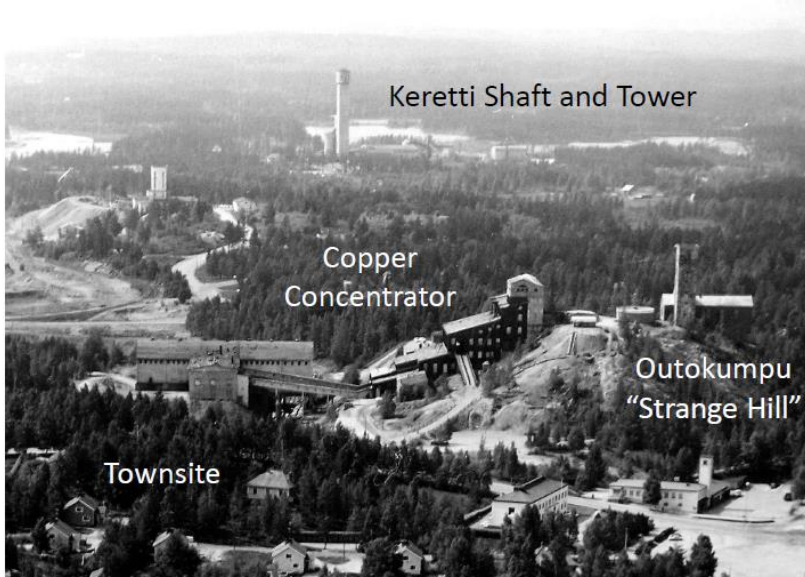 Keretti Shaft and Tower
Copper
Concentrator
Outokumpu
“Strange Hill”
Townsite